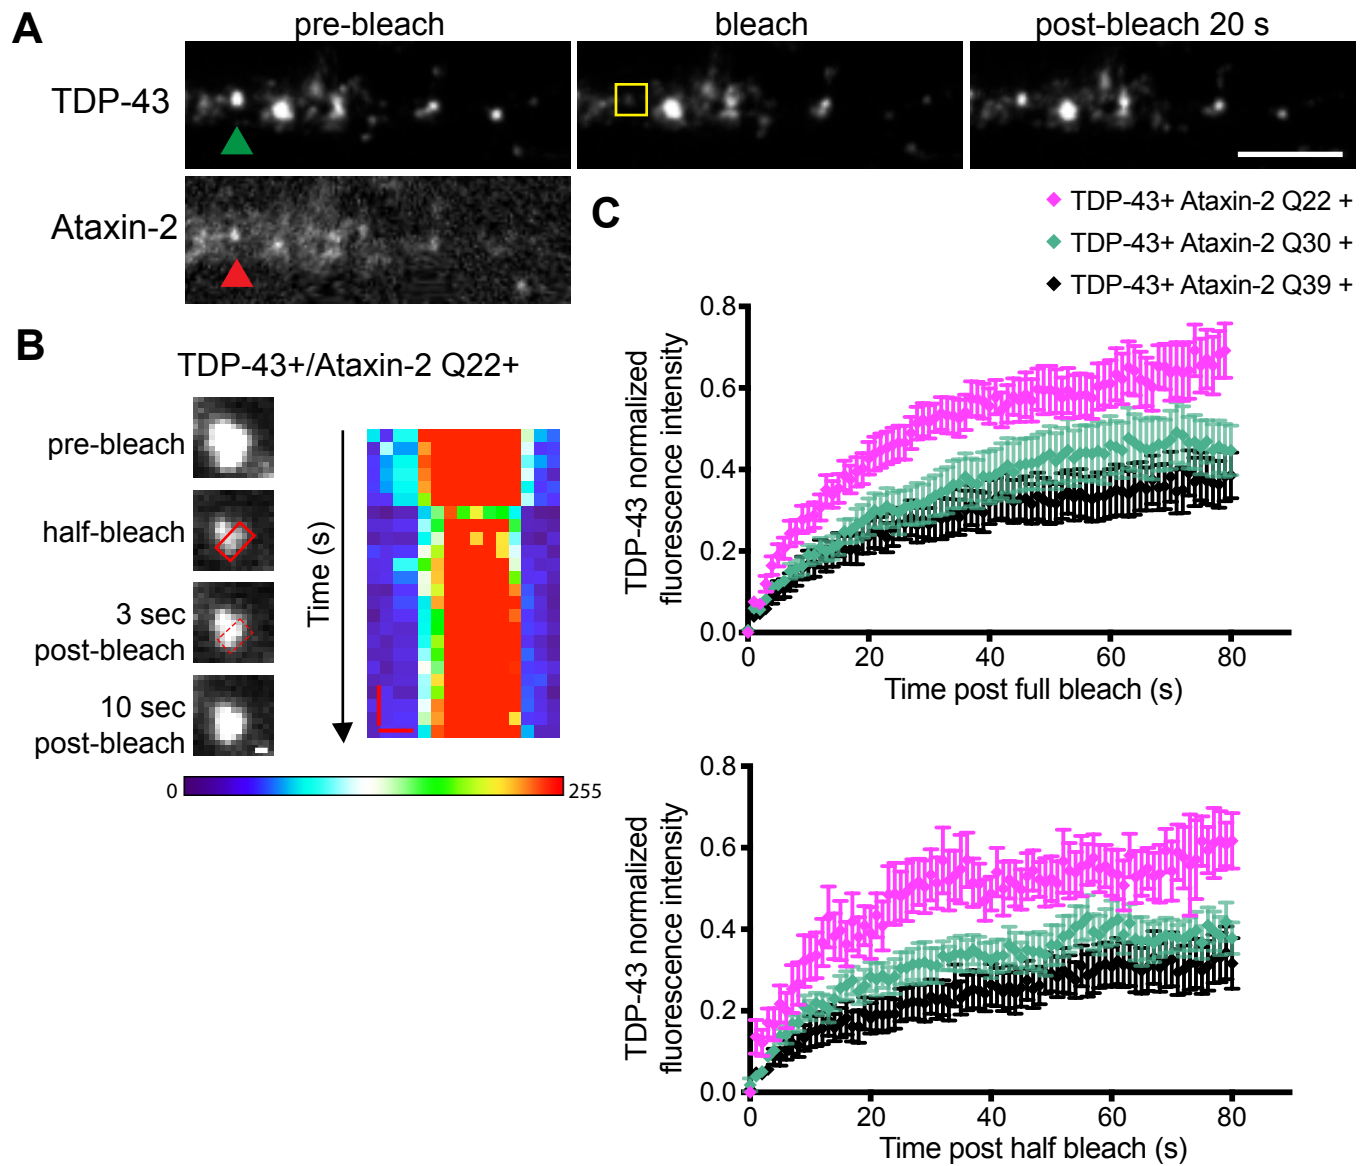 A
pre-bleach
bleach
post-bleach 20 s
TDP-43
Ataxin-2
B
TDP-43+/Ataxin-2 Q22+
pre-bleach
half-bleach
3 sec
post-bleach
10 sec
post-bleach
Time (s)
0
255
C
TDP-43+ Ataxin-2 Q22 +
TDP-43+ Ataxin-2 Q30 +
TDP-43+ Ataxin-2 Q39 +
TDP-43 normalized
fluorescence intensity
0.8
0.6
0.4
0.2
0.0
0 20 40 60 80
Time post full bleach (s)
TDP-43 normalized
fluorescence intensity
0.8
0.6
0.4
0.2
0.0
0 20 40 60 80
Time post half bleach (s)